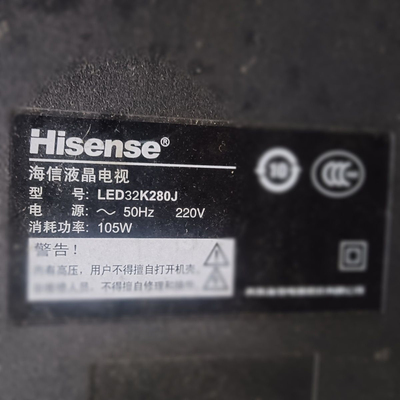 Hisense®
海信液晶电视
型 号: LED32K280J
电 源: ～ 50Hz 220V
消耗功率: 105W
10
警告!
内有高压，用户不得擅自打开机壳。
非维修人员，不得擅自修理和操作。